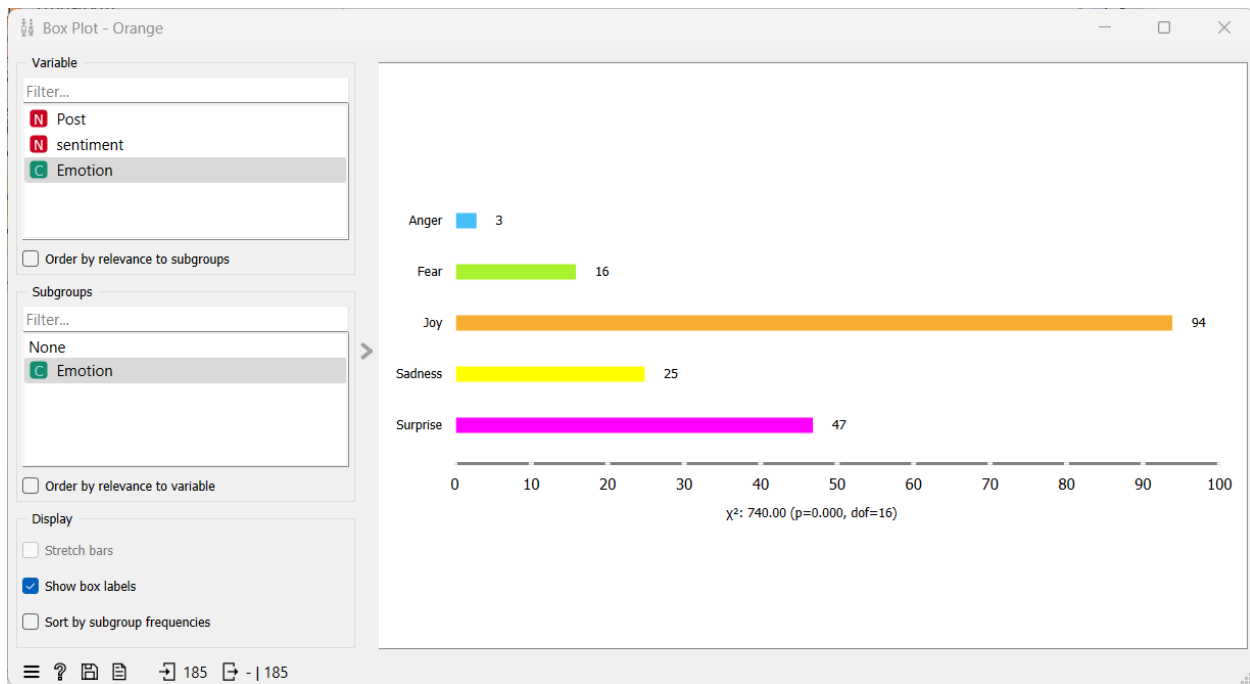 Box Plot - Orange
Variable
Filter...
N Post
N sentiment
C Emotion
Order by relevance to subgroups
Subgroups
Filter...
None
C Emotion
Order by relevance to variable
Display
Stretch bars
Show box labels
Sort by subgroup frequencies
185 - | 185
Anger 3
Fear 16
Joy 94
Sadness 25
Surprise 47
0 10 20 30 40 50 60 70 80 90 100
χ²: 740.00 (p=0.000, dof=16)